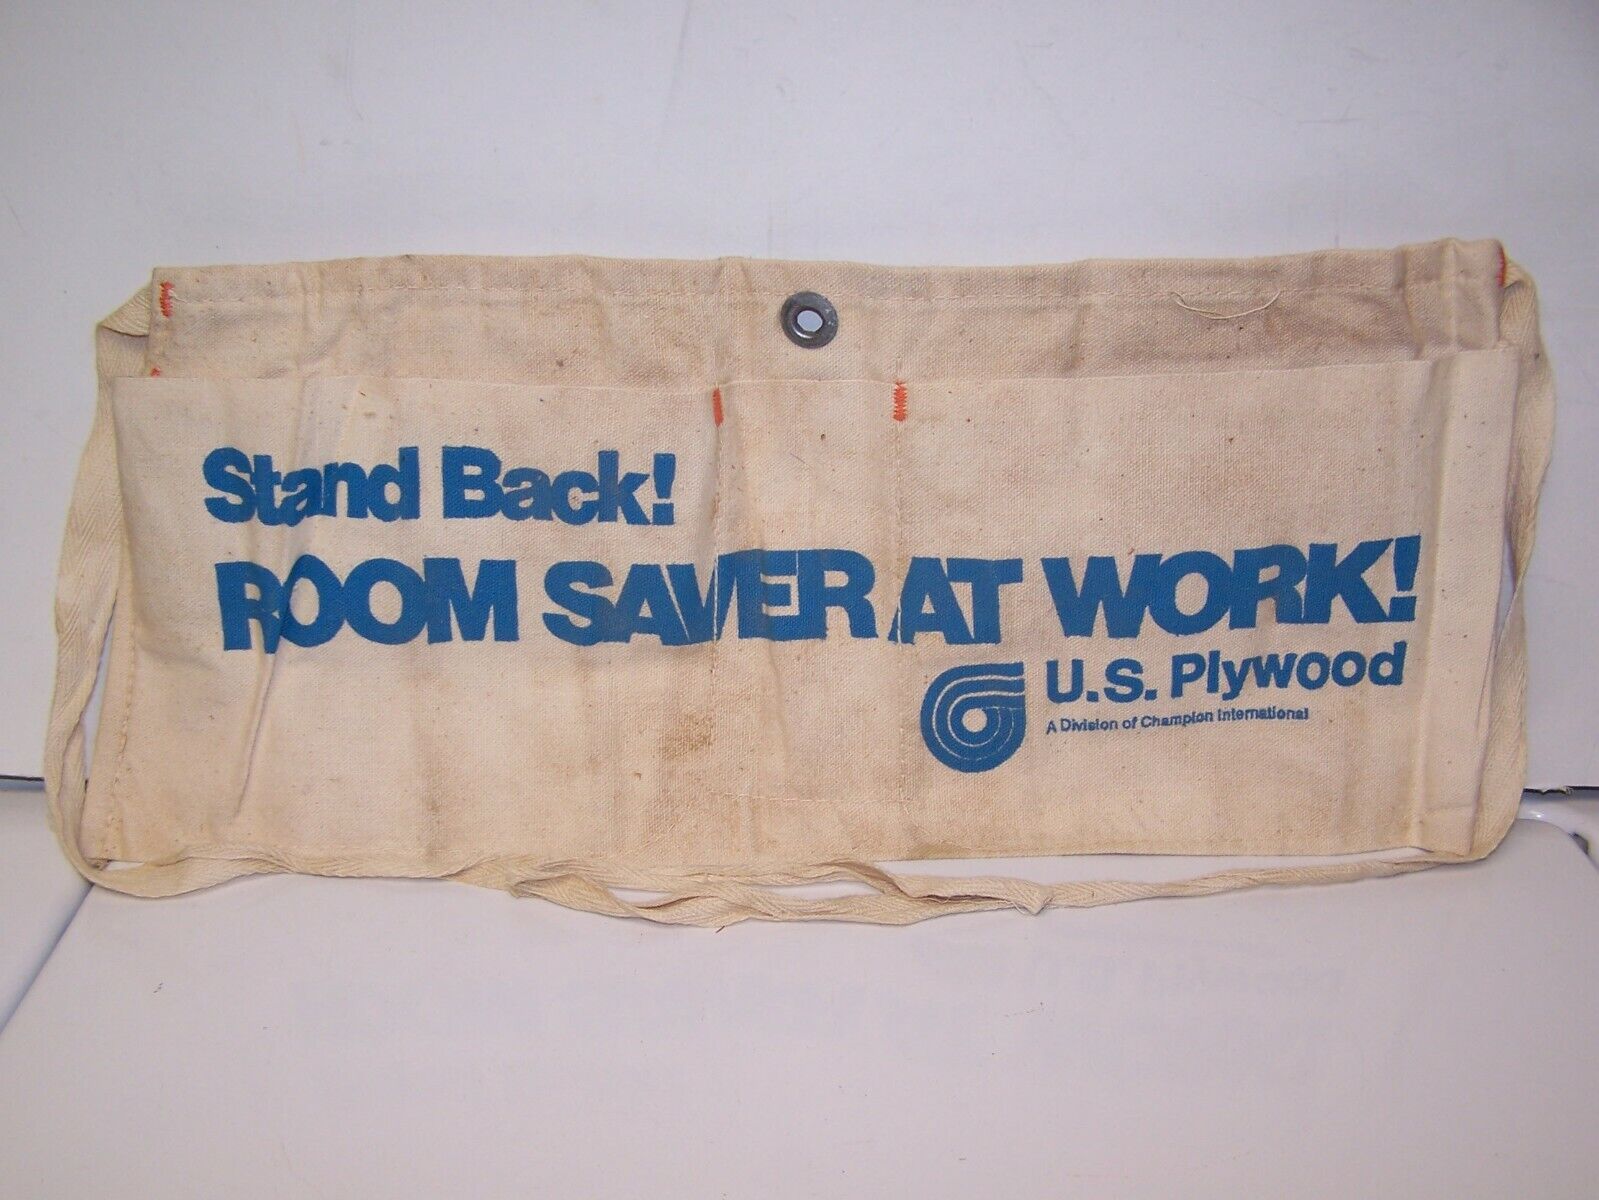 Stand Back!
ROOM SAVER AT WORK!
U.S. Plywood
A Division of Champion International